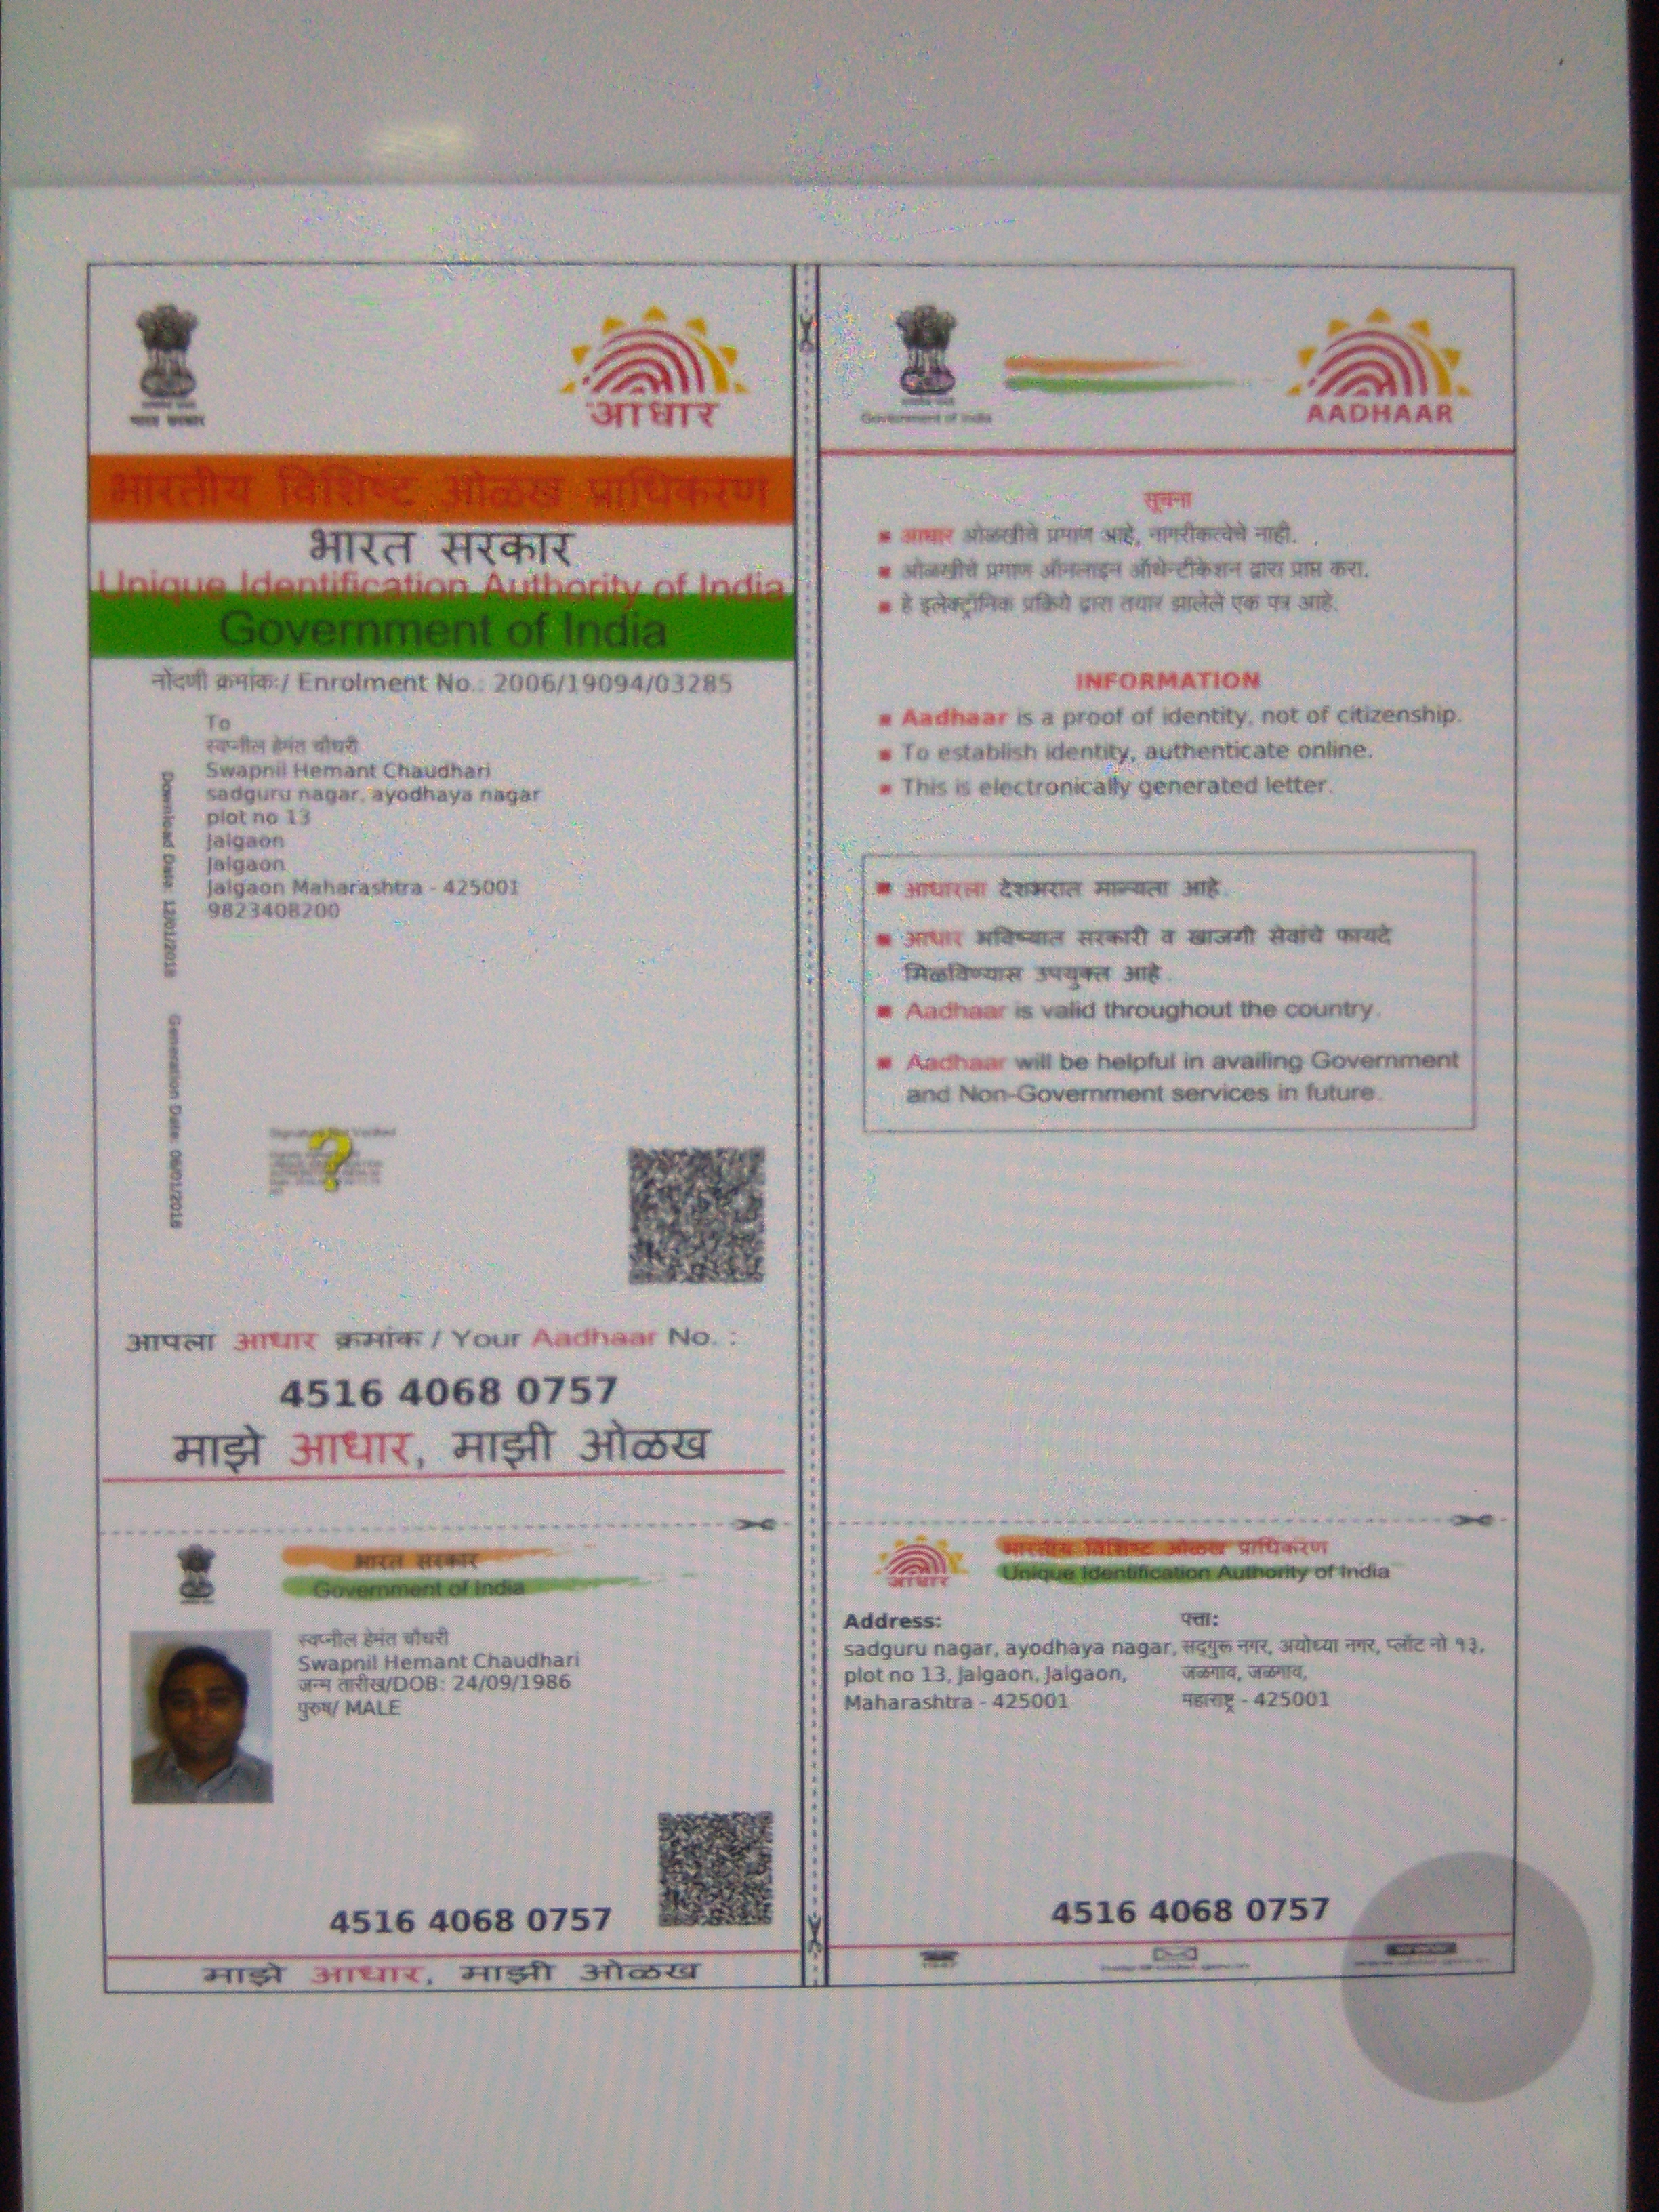 आधार
भारतीय विशिष्ट ओळख प्राधिकरण
भारत सरकार
Unique Identification Authority of India
Government of India
नोंदणी क्रमांक:/ Enrolment No.: 2006/19094/03285
To
स्वप्नील हेमंत चौधरी
Swapnil Hemant Chaudhari
sadguru nagar, ayodhaya nagar
plot no 13
Jalgaon
Jalgaon
Jalgaon Maharashtra - 425001
9823408200
Download Date: 12/01/2018
Generation Date: 06/01/2018
Signature Not Verified
आपला आधार क्रमांक / Your Aadhaar No. :
4516 4068 0757
माझे आधार, माझी ओळख
Government of India
AADHAAR
सूचना
आधार ओळखीचे प्रमाण आहे, नागरीकत्वेचे नाही.
ओळखीचे प्रमाण ऑनलाइन ऑथेन्टीकेशन द्वारा प्राप्त करा.
हे इलेक्ट्रॉनिक प्रक्रिये द्वारा तयार झालेले एक पत्र आहे.
INFORMATION
Aadhaar is a proof of identity, not of citizenship.
To establish identity, authenticate online.
This is electronically generated letter.
आधारला देशभरात मान्यता आहे.
आधार भविष्यात सरकारी व खाजगी सेवांचे फायदे
मिळविण्यास उपयुक्त आहे.
Aadhaar is valid throughout the country.
Aadhaar will be helpful in availing Government
and Non-Government services in future.
भारत सरकार
Government of India
स्वप्नील हेमंत चौधरी
Swapnil Hemant Chaudhari
जन्म तारीख/DOB: 24/09/1986
पुरुष/ MALE
4516 4068 0757
माझे आधार, माझी ओळख
आधार
भारतीय विशिष्ट ओळख प्राधिकरण
Unique Identification Authority of India
Address:
sadguru nagar, ayodhaya nagar,
plot no 13, Jalgaon, Jalgaon,
Maharashtra - 425001
पत्ता:
सद्गुरू नगर, अयोध्या नगर, प्लॉट नो १३,
जळगाव, जळगाव,
महाराष्ट्र - 425001
4516 4068 0757